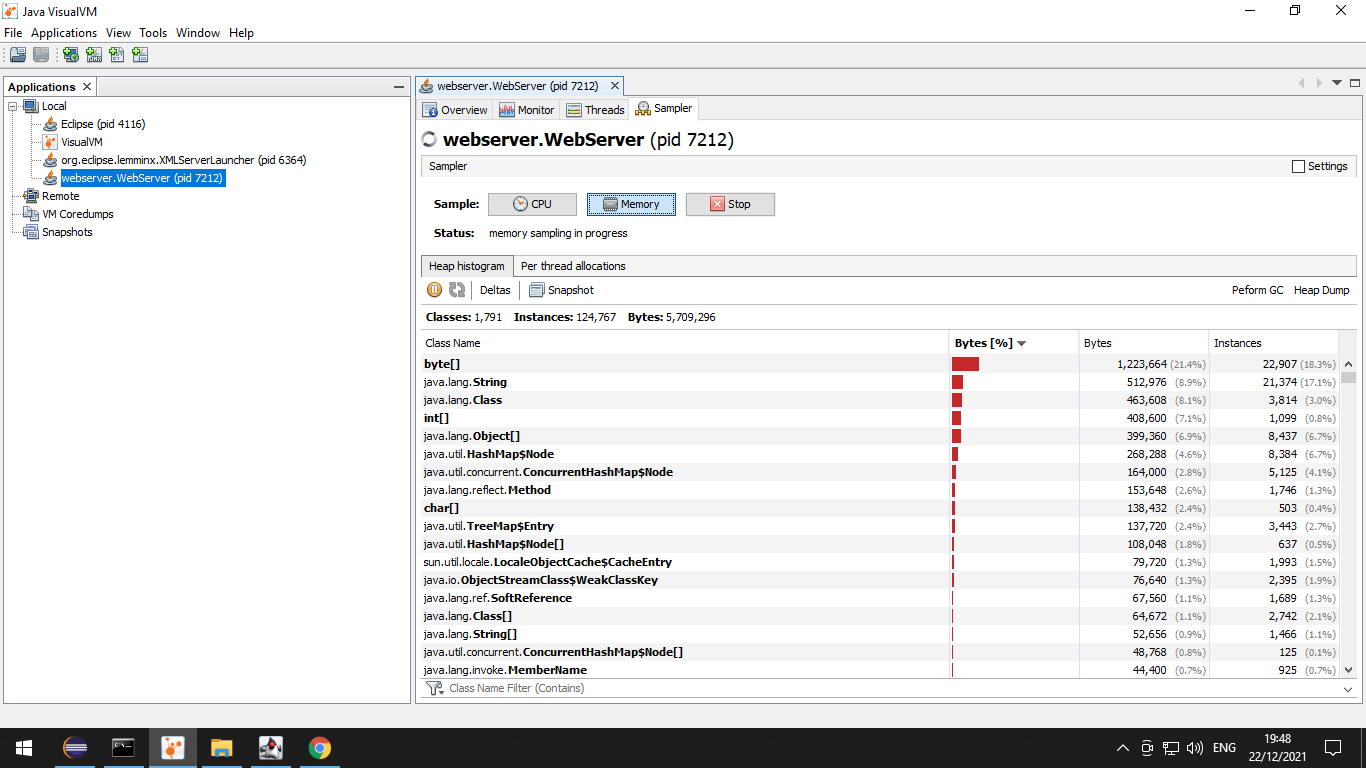 Java VisualVM
File Applications View Tools Window Help
Applications
Local
Eclipse (pid 4116)
VisualVM
org.eclipse.lemminx.XMLServerLauncher (pid 6364)
webserver.WebServer (pid 7212)
Remote
VM Coredumps
Snapshots
webserver.WebServer (pid 7212)
Overview Monitor Threads Sampler
webserver.WebServer (pid 7212)
Sampler Settings
Sample: CPU Memory Stop
Status: memory sampling in progress
Heap histogram Per thread allocations
Deltas Snapshot Peform GC Heap Dump
Classes: 1,791 Instances: 124,767 Bytes: 5,709,296
Class Name Bytes [%] Bytes Instances
byte[] 1,223,664 (21.4%) 22,907 (18.3%)
java.lang.String 512,976 (8.9%) 21,374 (17.1%)
java.lang.Class 463,608 (8.1%) 3,814 (3.0%)
int[] 408,600 (7.1%) 1,099 (0.8%)
java.lang.Object[] 399,360 (6.9%) 8,437 (6.7%)
java.util.HashMap$Node 268,288 (4.6%) 8,384 (6.7%)
java.util.concurrent.ConcurrentHashMap$Node 164,000 (2.8%) 5,125 (4.1%)
java.lang.reflect.Method 153,648 (2.6%) 1,746 (1.3%)
char[] 138,432 (2.4%) 503 (0.4%)
java.util.TreeMap$Entry 137,720 (2.4%) 3,443 (2.7%)
java.util.HashMap$Node[] 108,048 (1.8%) 637 (0.5%)
sun.util.locale.LocaleObjectCache$CacheEntry 79,720 (1.3%) 1,993 (1.5%)
java.io.ObjectStreamClass$WeakClassKey 76,640 (1.3%) 2,395 (1.9%)
java.lang.ref.SoftReference 67,560 (1.1%) 1,689 (1.3%)
java.lang.Class[] 64,672 (1.1%) 2,742 (2.1%)
java.lang.String[] 52,656 (0.9%) 1,466 (1.1%)
java.util.concurrent.ConcurrentHashMap$Node[] 48,768 (0.8%) 125 (0.1%)
java.lang.invoke.MemberName 44,400 (0.7%) 925 (0.7%)
Class Name Filter (Contains)
ENG
19:48
22/12/2021